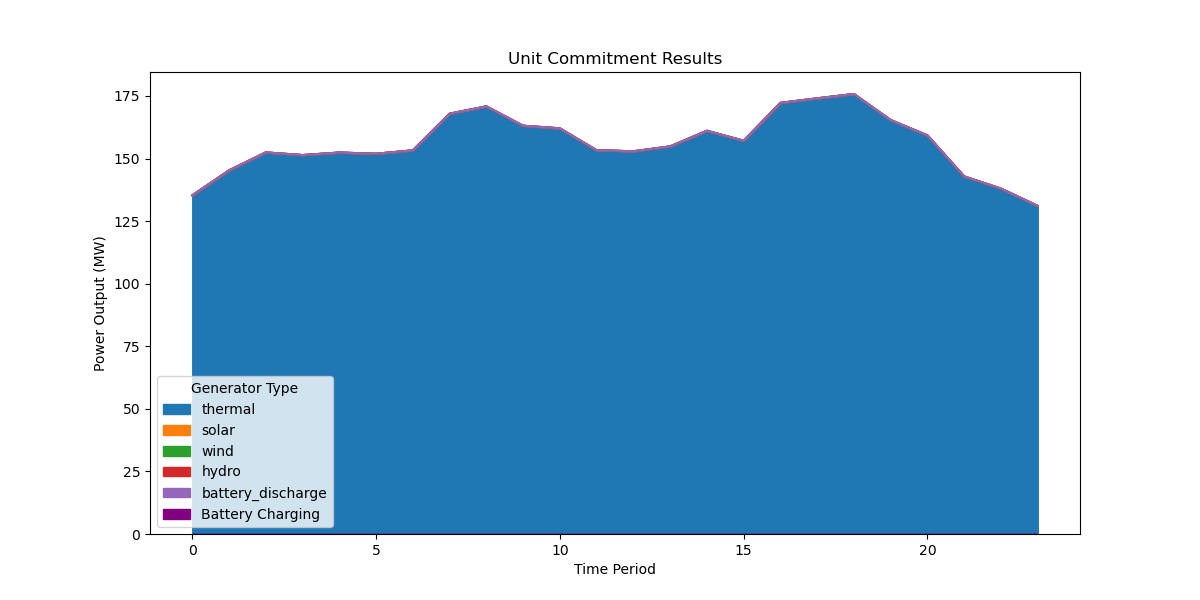 Unit Commitment Results
Power Output (MW)
175
150
125
100
75
50
25
0
Generator Type
thermal
solar
wind
hydro
battery_discharge
Battery Charging
0 5 10 15 20
Time Period